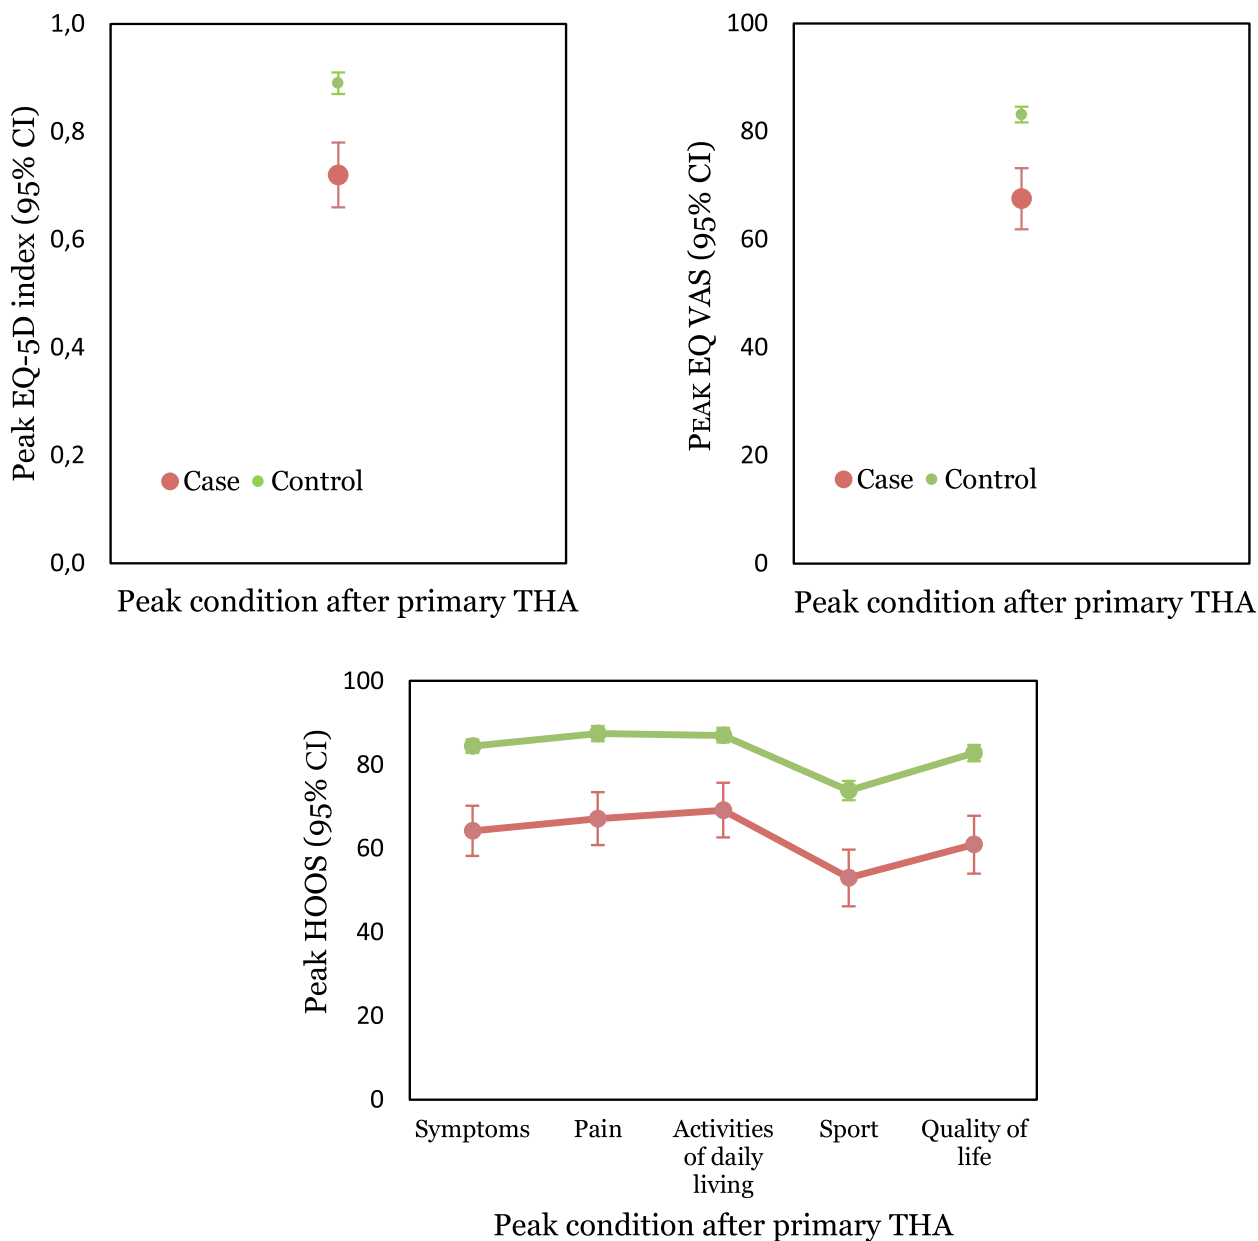 Peak EQ-5D index (95% CI)
1,0
0,8
0,6
0,4
0,2
0,0
Case Control
Peak condition after primary THA
PEAK EQ VAS (95% CI)
100
80
60
40
20
0
Case Control
Peak condition after primary THA
Peak HOOS (95% CI)
100
80
60
40
20
0
Symptoms
Pain
Activities
of daily
living
Sport
Quality of
life
Peak condition after primary THA